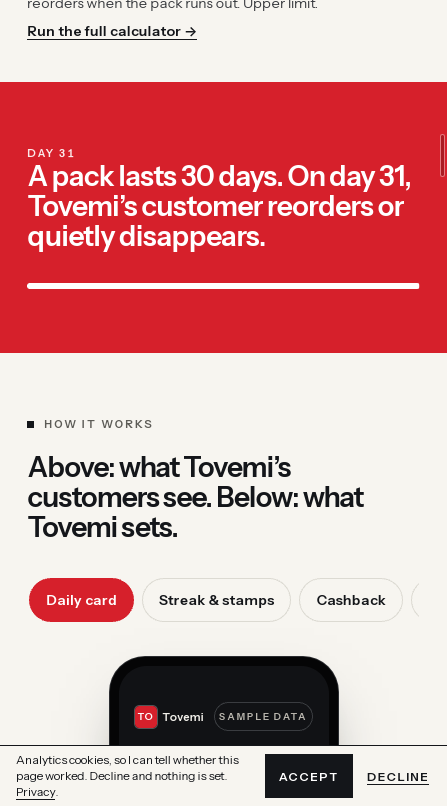 reorders when the pack runs out. Upper limit.
Run the full calculator →
DAY 31
A pack lasts 30 days. On day 31,
Tovemi’s customer reorders or
quietly disappears.
HOW IT WORKS
Above: what Tovemi’s
customers see. Below: what
Tovemi sets.
Daily card
Streak & stamps
Cashback
TO Tovemi
SAMPLE DATA
Analytics cookies, so I can tell whether this
page worked. Decline and nothing is set.
Privacy.
ACCEPT
DECLINE